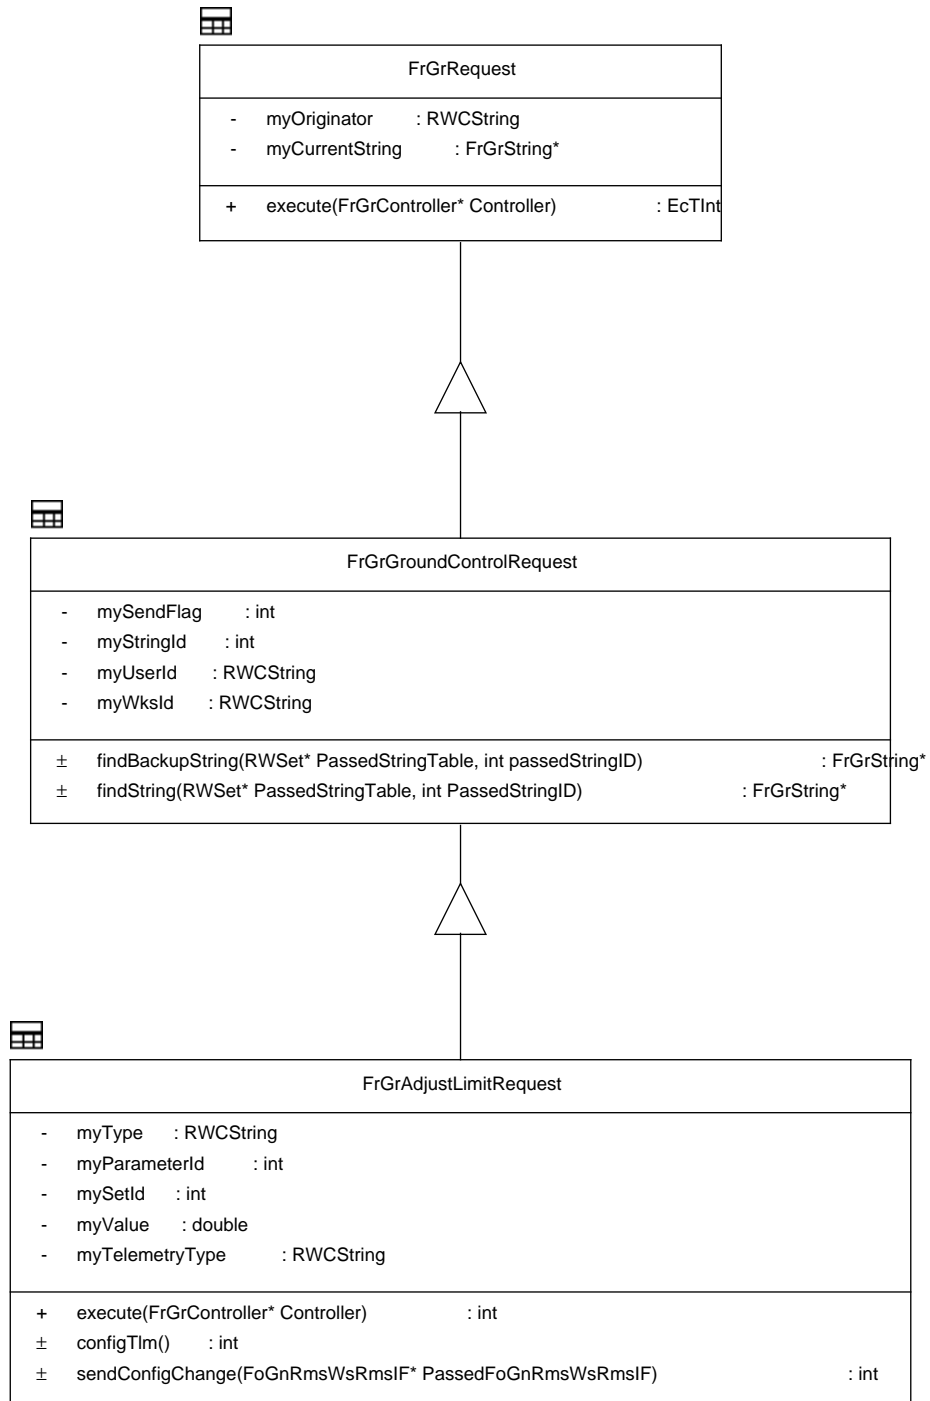 FrGrRequest
- myOriginator : RWCString
- myCurrentString : FrGrString*
+ execute(FrGrController* Controller) : EcTInt
FrGrGroundControlRequest
- mySendFlag : int
- myStringId : int
- myUserId : RWCString
- myWksId : RWCString
± findBackupString(RWSet* PassedStringTable, int passedStringID) : FrGrString*
± findString(RWSet* PassedStringTable, int PassedStringID) : FrGrString*
FrGrAdjustLimitRequest
- myType : RWCString
- myParameterId : int
- mySetId : int
- myValue : double
- myTelemetryType : RWCString
+ execute(FrGrController* Controller) : int
± configTlm() : int
± sendConfigChange(FoGnRmsWsRmsIF* PassedFoGnRmsWsRmsIF) : int